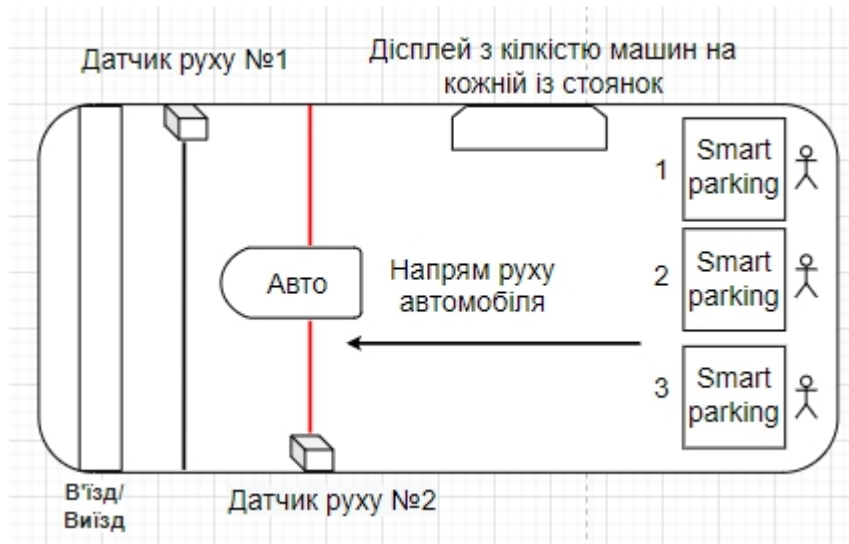 Датчик руху №1
Дісплей з кілкістю машин на
кожній із стоянок
1
Smart
parking
Авто
Напрям руху
автомобіля
2
Smart
parking
3
Smart
parking
В'їзд/
Виїзд
Датчик руху №2